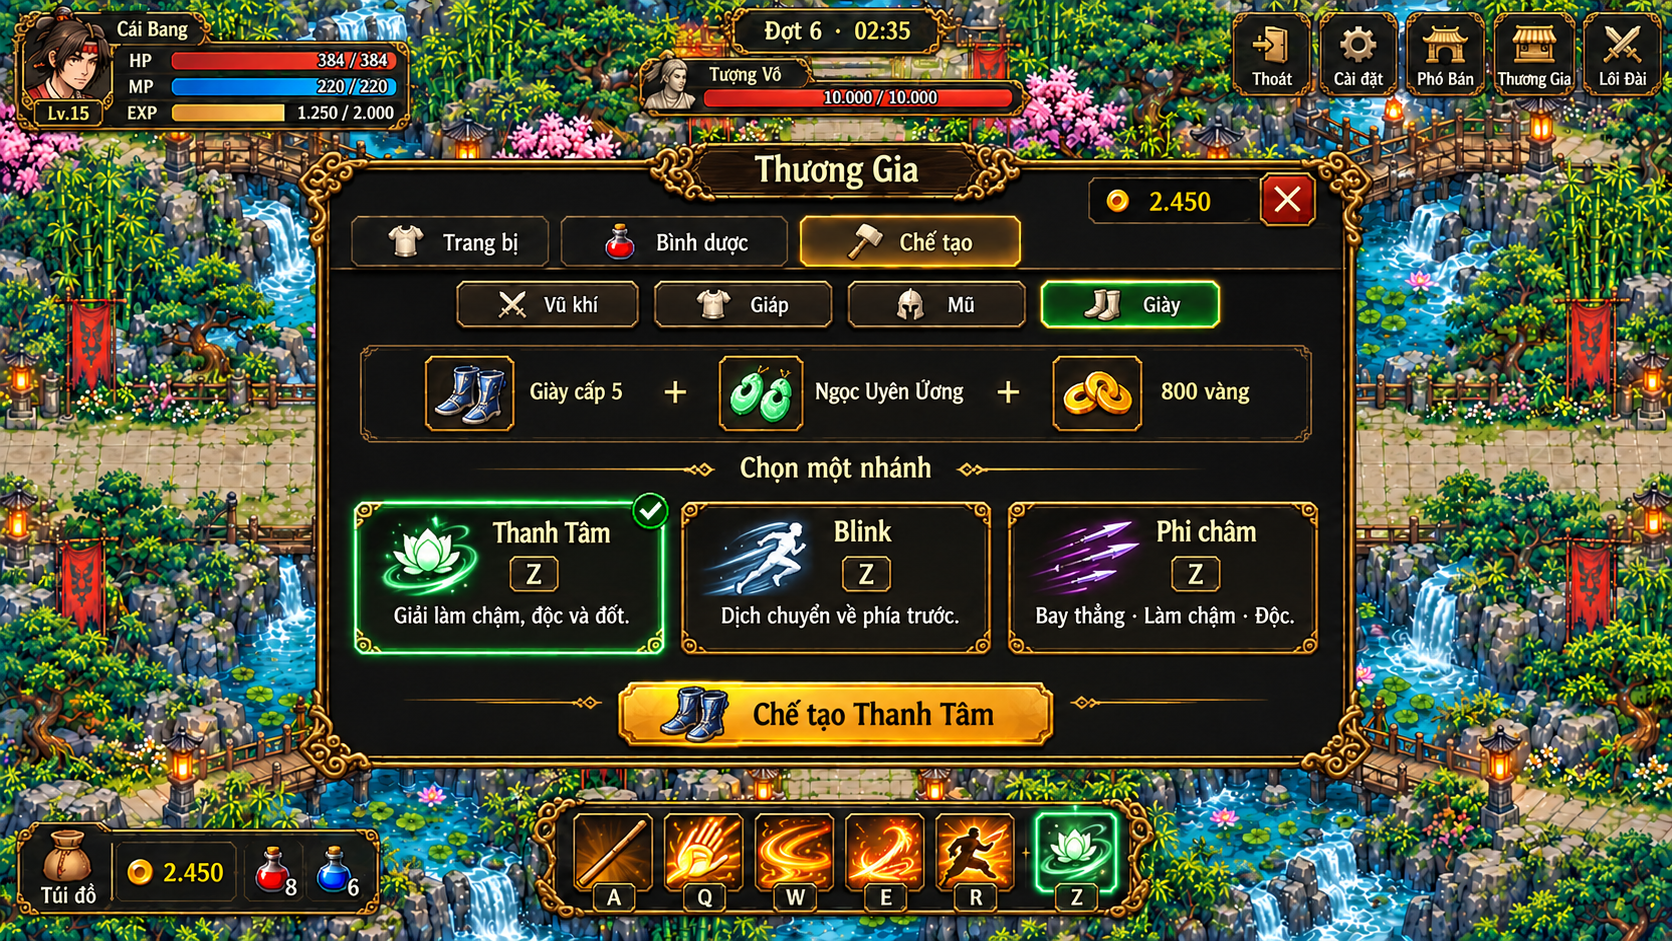 Cái Bang
HP 384 / 384
MP 220 / 220
Lv.15 EXP 1.250 / 2.000
Đợt 6 · 02:35
Tượng Võ
10.000 / 10.000
Thoát
Cài đặt
Phó Bán
Thương Gia
Lôi Đài
Thương Gia
2.450
Trang bị
Bình dược
Chế tạo
Vũ khí
Giáp
Mũ
Giày
Giày cấp 5 + Ngọc Uyên Ương + 800 vàng
Chọn một nhánh
Thanh Tâm
Z
Giải làm chậm, độc và đốt.
Blink
Z
Dịch chuyển về phía trước.
Phi châm
Z
Bay thẳng · Làm chậm · Độc.
Chế tạo Thanh Tâm
Túi đồ
2.450
8
6
A
Q
W
E
R
Z